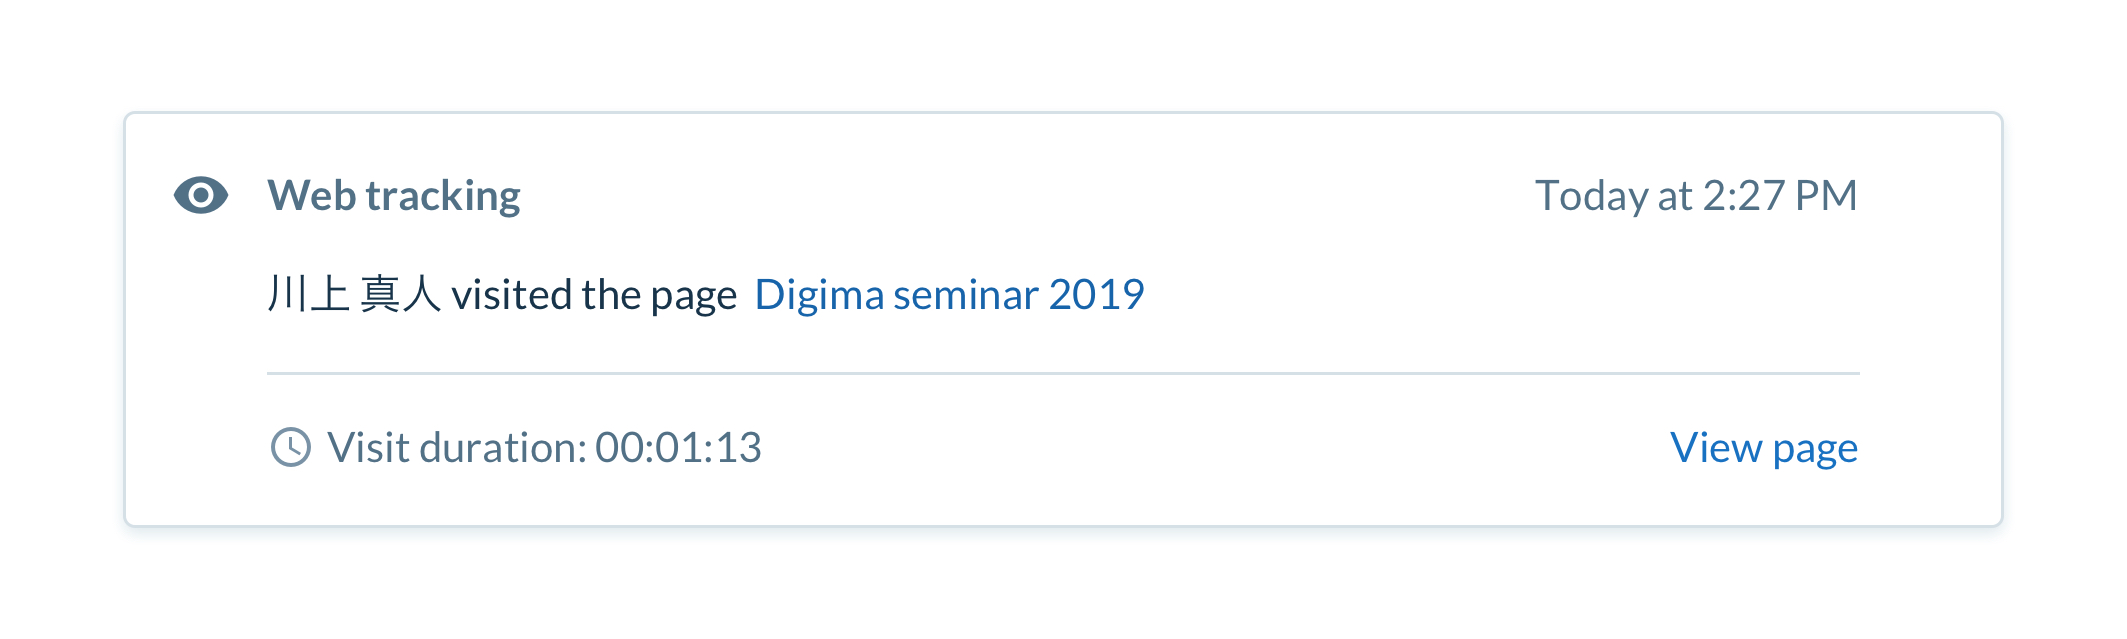 Web tracking
Today at 2:27 PM
川上 真人 visited the page Digima seminar 2019
Visit duration: 00:01:13
View page